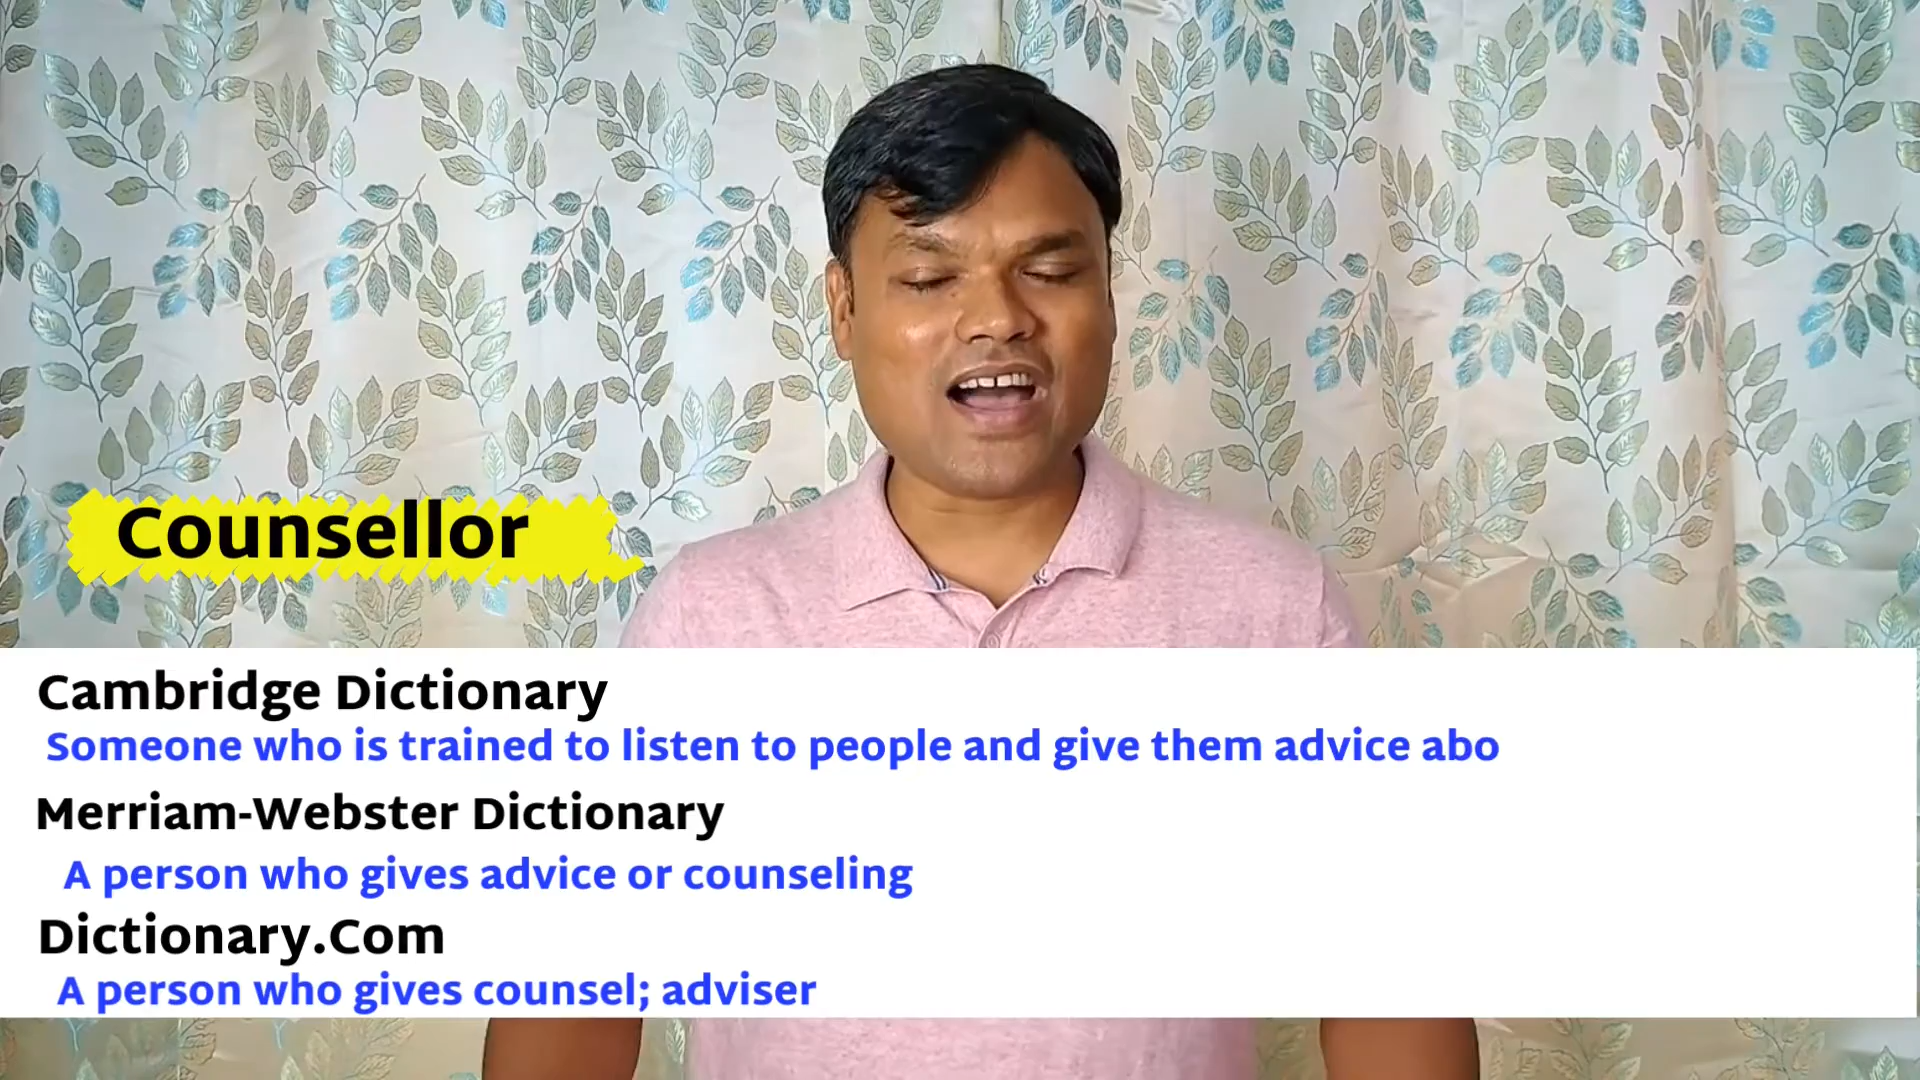 Counsellor
Cambridge Dictionary
Someone who is trained to listen to people and give them advice abo
Merriam-Webster Dictionary
A person who gives advice or counseling
Dictionary.Com
A person who gives counsel; adviser